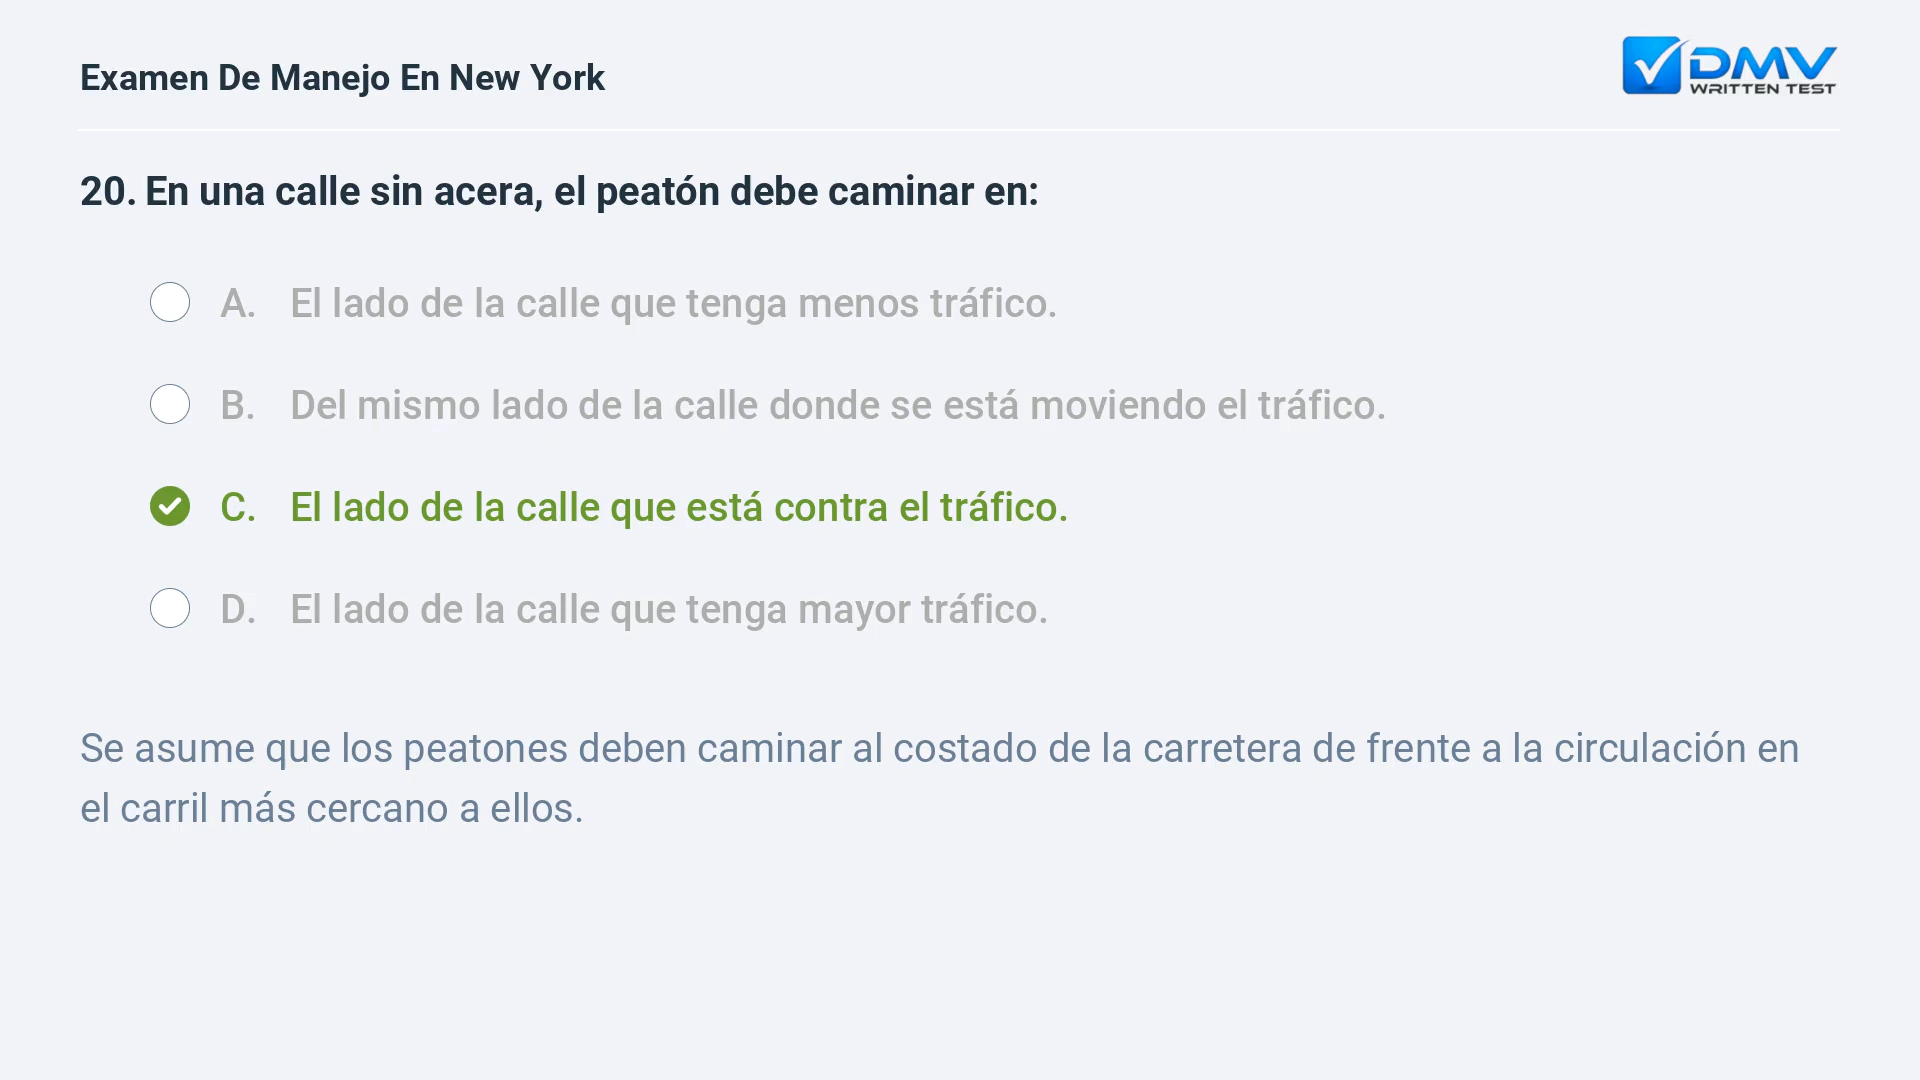 Examen De Manejo En New York
DMV
WRITTEN TEST
20. En una calle sin acera, el peatón debe caminar en:
A. El lado de la calle que tenga menos tráfico.
B. Del mismo lado de la calle donde se está moviendo el tráfico.
C. El lado de la calle que está contra el tráfico.
D. El lado de la calle que tenga mayor tráfico.
Se asume que los peatones deben caminar al costado de la carretera de frente a la circulación en
el carril más cercano a ellos.